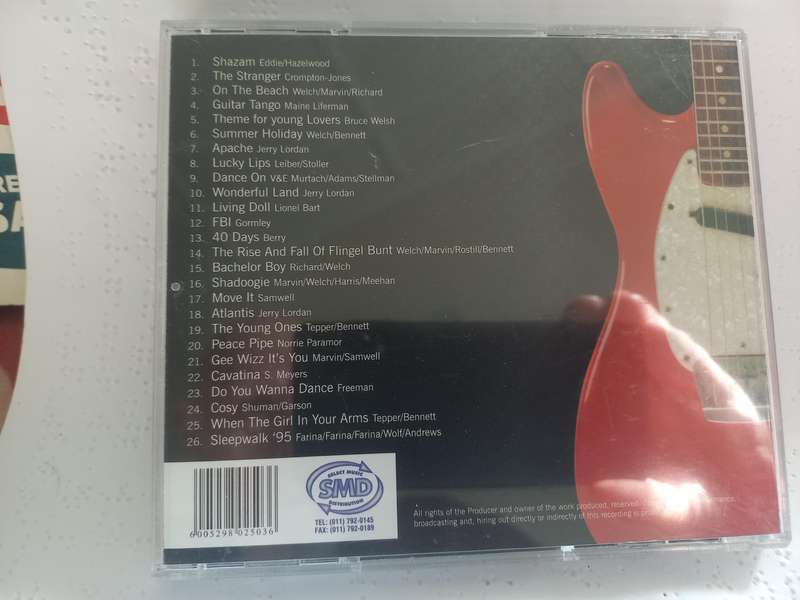 1. Shazam Eddie/Hazelwood
2. The Stranger Crompton-Jones
3. On The Beach Welch/Marvin/Richard
4. Guitar Tango Maine Liferman
5. Theme for young Lovers Bruce Welsh
6. Summer Holiday Welch/Bennett
7. Apache Jerry Lordan
8. Lucky Lips Leiber/Stoller
9. Dance On V&E Murtach/Adams/Stellman
10. Wonderful Land Jerry Lordan
11. Living Doll Lionel Bart
12. FBI Gormley
13. 40 Days Berry
14. The Rise And Fall Of Flingel Bunt Welch/Marvin/Rostill/Bennett
15. Bachelor Boy Richard/Welch
16. Shadoogie Marvin/Welch/Harris/Meehan
17. Move It Samwell
18. Atlantis Jerry Lordan
19. The Young Ones Tepper/Bennett
20. Peace Pipe Norrie Paramor
21. Gee Wizz It's You Marvin/Samwell
22. Cavatina S. Meyers
23. Do You Wanna Dance Freeman
24. Cosy Shuman/Garson
25. When The Girl In Your Arms Tepper/Bennett
26. Sleepwalk '95 Farina/Farina/Farina/Wolf/Andrews
6005298 025036
SELECT MUSIC
SMD
DISTRIBUTION
TEL: (011) 792-0145
FAX: (011) 792-0189
All rights of the Producer and owner of the work produced, reserved.
broadcasting and, hiring out directly or indirectly of this recording is